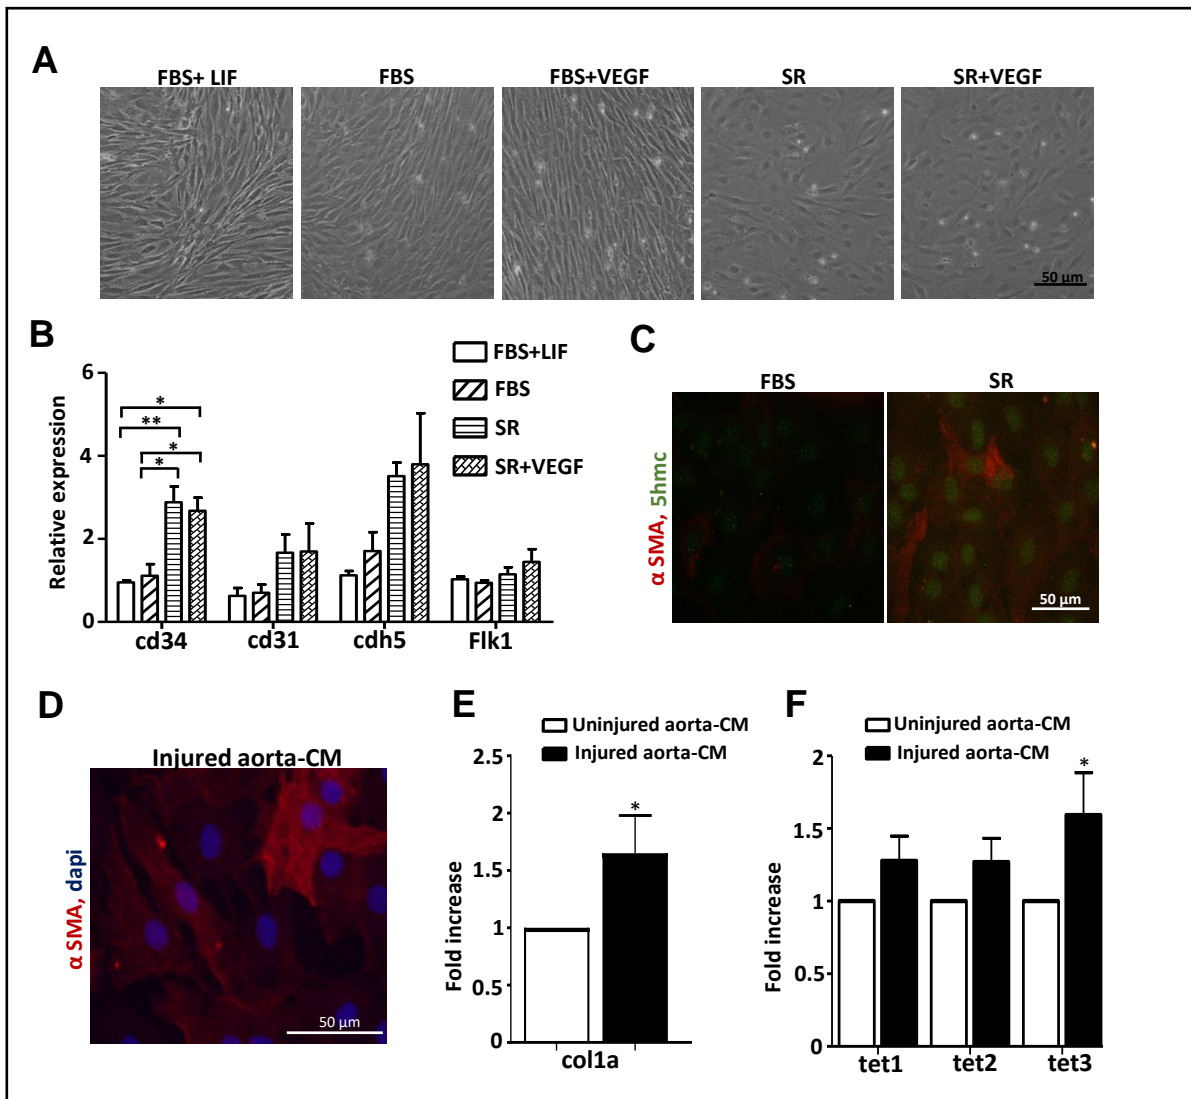 A
FBS+ LIF
FBS
FBS+VEGF
SR
SR+VEGF
50 µm
B
FBS+LIF
FBS
SR
SR+VEGF
Relative expression
6
4
2
0
*
**
*
*
cd34
cd31
cdh5
Flk1
C
FBS
SR
α SMA, 5hmc
50 µm
D
Injured aorta-CM
α SMA, dapi
50 µm
E
Uninjured aorta-CM
Injured aorta-CM
Fold increase
2.5
2
1.5
1
0.5
0
*
col1a
F
Uninjured aorta-CM
Injured aorta-CM
Fold increase
2
1.5
1
0.5
0
*
tet1
tet2
tet3